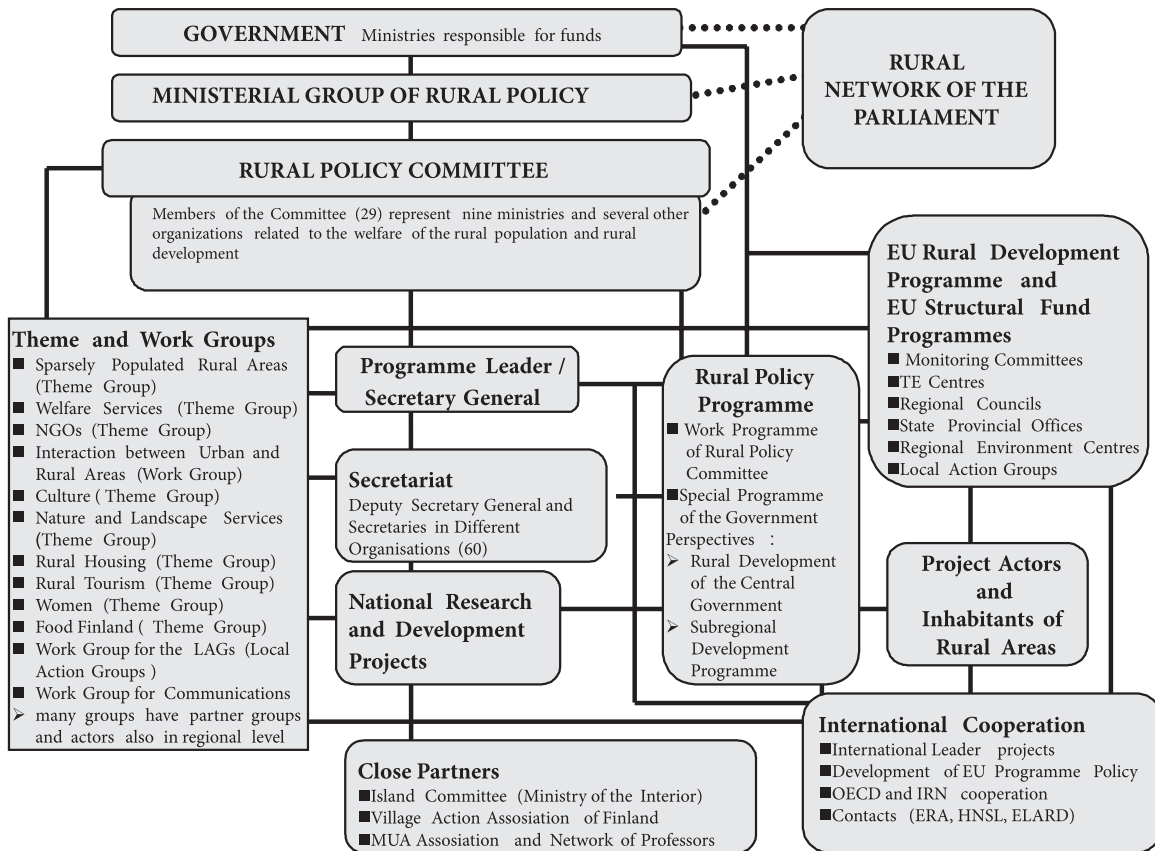 GOVERNMENT Ministries responsible for funds
MINISTERIAL GROUP OF RURAL POLICY
RURAL
NETWORK OF THE
PARLIAMENT
RURAL POLICY COMMITTEE
Members of the Committee (29) represent nine ministries and several other
organizations related to the welfare of the rural population and rural
development
EU Rural Development
Programme and
EU Structural Fund
Programmes
■ Monitoring Committees
■TE Centres
■Regional Councils
■State Provincial Offices
■Regional Environment Centres
■Local Action Groups
Theme and Work Groups
■ Sparsely Populated Rural Areas
(Theme Group)
■ Welfare Services (Theme Group)
■ NGOs (Theme Group)
■ Interaction between Urban and
Rural Areas (Work Group)
■ Culture ( Theme Group)
■ Nature and Landscape Services
(Theme Group)
■ Rural Housing (Theme Group)
■ Rural Tourism (Theme Group)
■ Women (Theme Group)
■ Food Finland ( Theme Group)
■ Work Group for the LAGs (Local
Action Groups )
■ Work Group for Communications
➢ many groups have partner groups
and actors also in regional level
Programme Leader /
Secretary General
Secretariat
Deputy Secretary General and
Secretaries in Different
Organisations (60)
National Research
and Development
Projects
Rural Policy
Programme
■ Work Programme
of Rural Policy
Committee
■Special Programme
of the Government
Perspectives :
➢ Rural Development
of the Central
Government
➢ Subregional
Development
Programme
Project Actors
and
Inhabitants of
Rural Areas
Close Partners
■Island Committee (Ministry of the Interior)
■Village Action Assosiation of Finland
■MUA Assosiation and Network of Professors
International Cooperation
■International Leader projects
■Development of EU Programme Policy
■OECD and IRN cooperation
■Contacts (ERA, HNSL, ELARD)